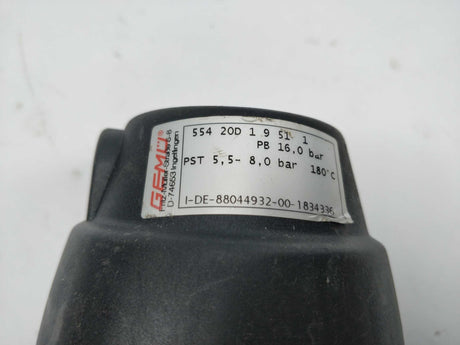 GEMÜ®
D-74653 Ingelfingen
554 20D 1 9 51 1
PB 16.0 bar
PST 5,5- 8,0 bar 180°C
I-DE-88044932-00-1834336